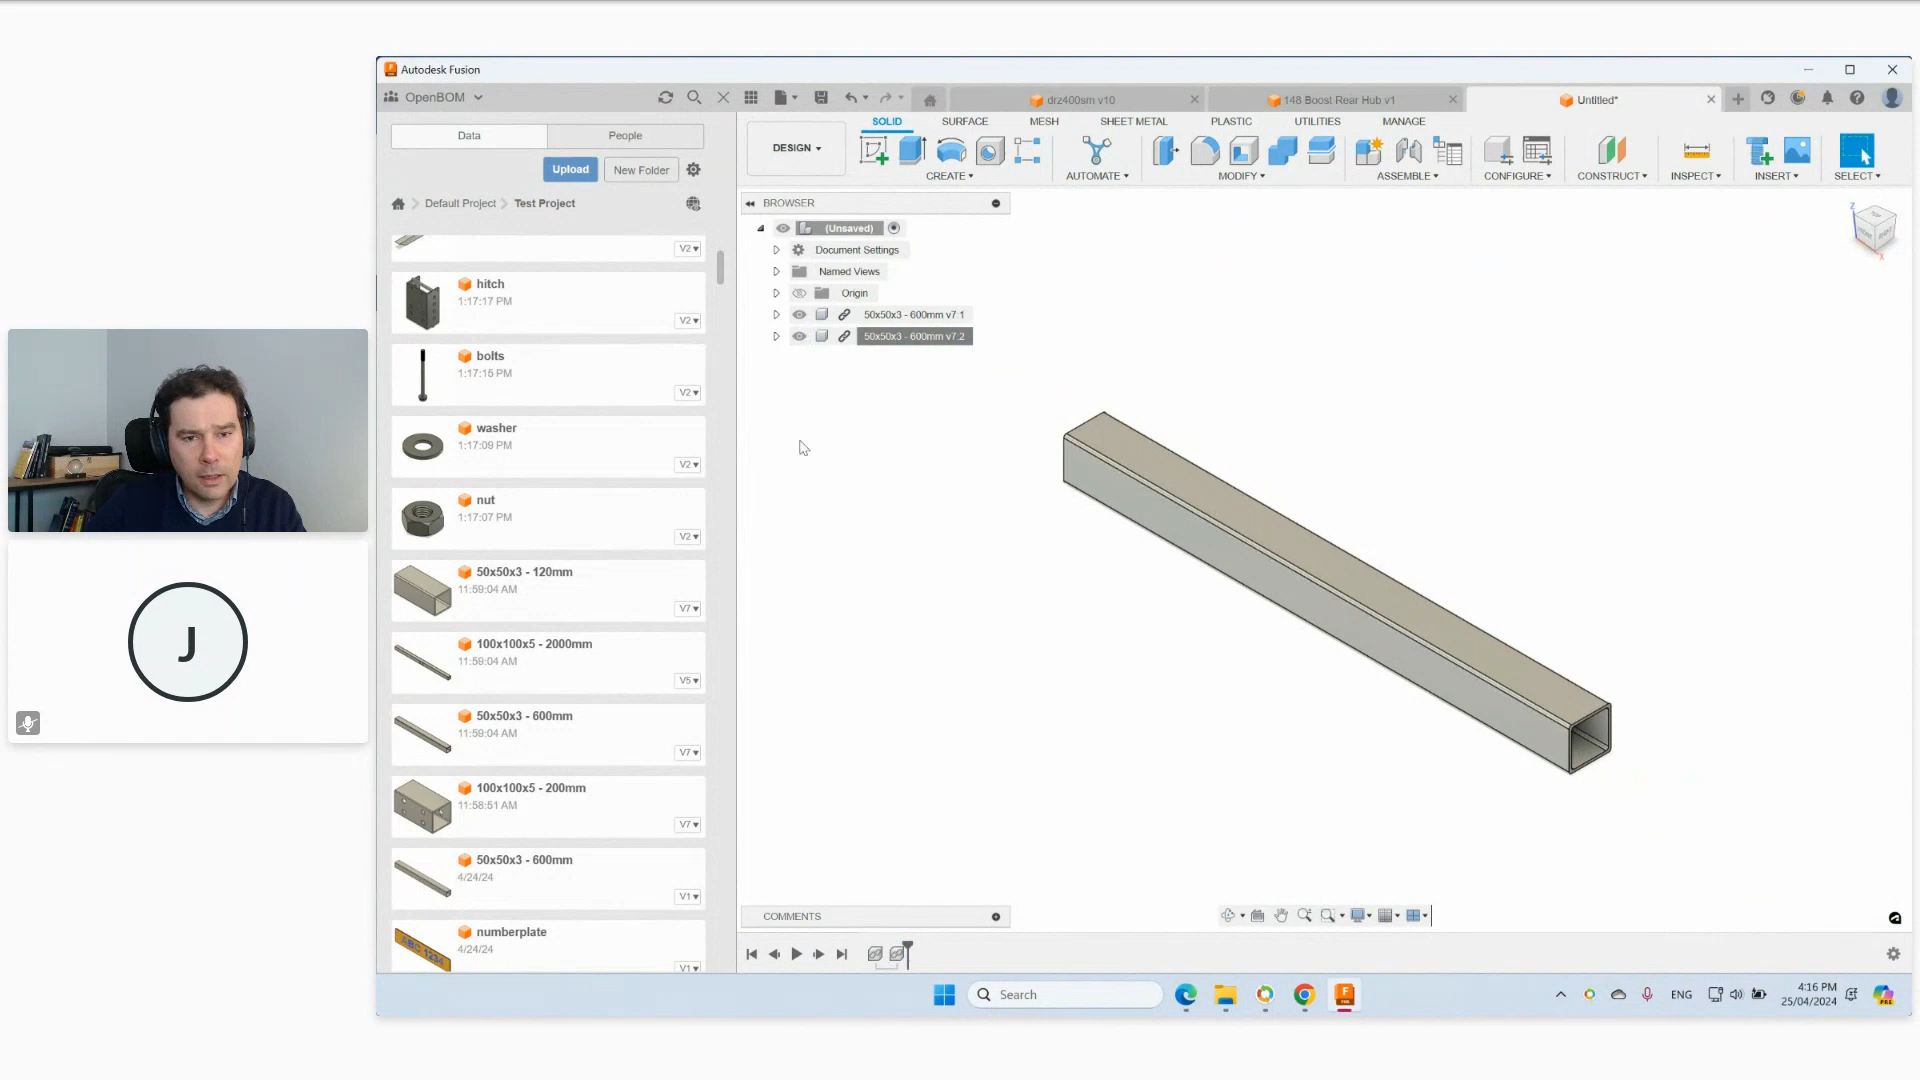 Autodesk Fusion
OpenBOM
drz400sm v10
148 Boost Rear Hub v1
Untitled*
Data
People
Upload
New Folder
Default Project
Test Project
V2
hitch
1:17:17 PM
V2
bolts
1:17:15 PM
V2
washer
1:17:09 PM
V2
nut
1:17:07 PM
V2
50x50x3 - 120mm
11:59:04 AM
V7
100x100x5 - 2000mm
11:59:04 AM
V5
50x50x3 - 600mm
11:59:04 AM
V7
100x100x5 - 200mm
11:58:51 AM
V7
50x50x3 - 600mm
4/24/24
V1
numberplate
4/24/24
V1
ABC 1234
DESIGN
SOLID
SURFACE
MESH
SHEET METAL
PLASTIC
UTILITIES
MANAGE
CREATE
AUTOMATE
MODIFY
ASSEMBLE
CONFIGURE
CONSTRUCT
INSPECT
INSERT
SELECT
BROWSER
(Unsaved)
Document Settings
Named Views
Origin
50x50x3 - 600mm v7:1
50x50x3 - 600mm v7:2
Z
X
COMMENTS
J
Search
ENG
4:16 PM
25/04/2024
PRE